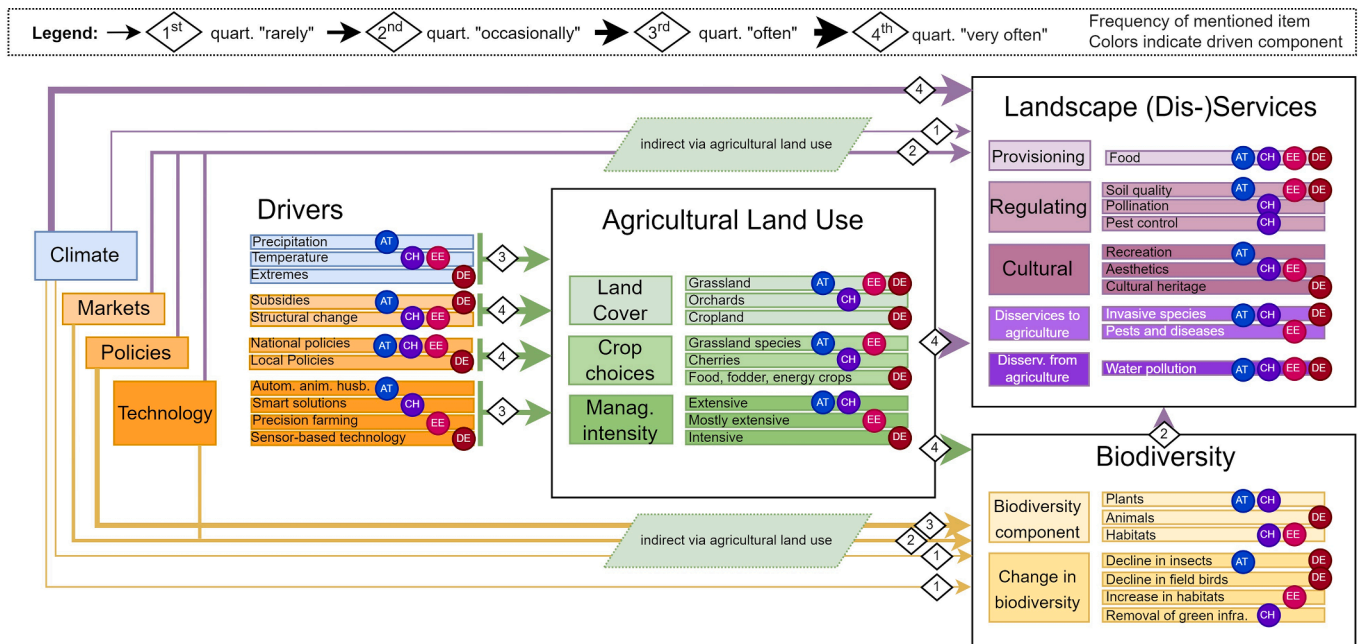 Legend: 1st quart. "rarely" 2nd quart. "occasionally" 3rd quart. "often" 4th quart. "very often"
Frequency of mentioned item
Colors indicate driven component
4
1
2
indirect via agricultural land use
Climate
Markets
Policies
Technology
Drivers
Precipitation AT
Temperature CH EE
Extremes DE
Subsidies AT DE
Structural change CH EE
National policies AT CH EE
Local Policies DE
Autom. anim. husb. AT
Smart solutions CH
Precision farming EE
Sensor-based technology DE
3
4
4
3
Agricultural Land Use
Land
Cover
Grassland AT EE DE
Orchards CH
Cropland DE
Crop
choices
Grassland species AT EE
Cherries CH
Food, fodder, energy crops DE
Manag.
intensity
Extensive AT CH
Mostly extensive EE
Intensive DE
4
4
Landscape (Dis-)Services
Provisioning
Food AT CH EE DE
Regulating
Soil quality AT EE DE
Pollination CH
Pest control CH
Cultural
Recreation AT
Aesthetics CH EE
Cultural heritage DE
Disservices to
agriculture
Invasive species AT CH DE
Pests and diseases EE
Disserv. from
agriculture
Water pollution AT CH EE DE
2
Biodiversity
Biodiversity
component
Plants AT CH
Animals DE
Habitats CH EE
Change in
biodiversity
Decline in insects AT DE
Decline in field birds DE
Increase in habitats EE
Removal of green infra. CH
indirect via agricultural land use
3
2
1
1